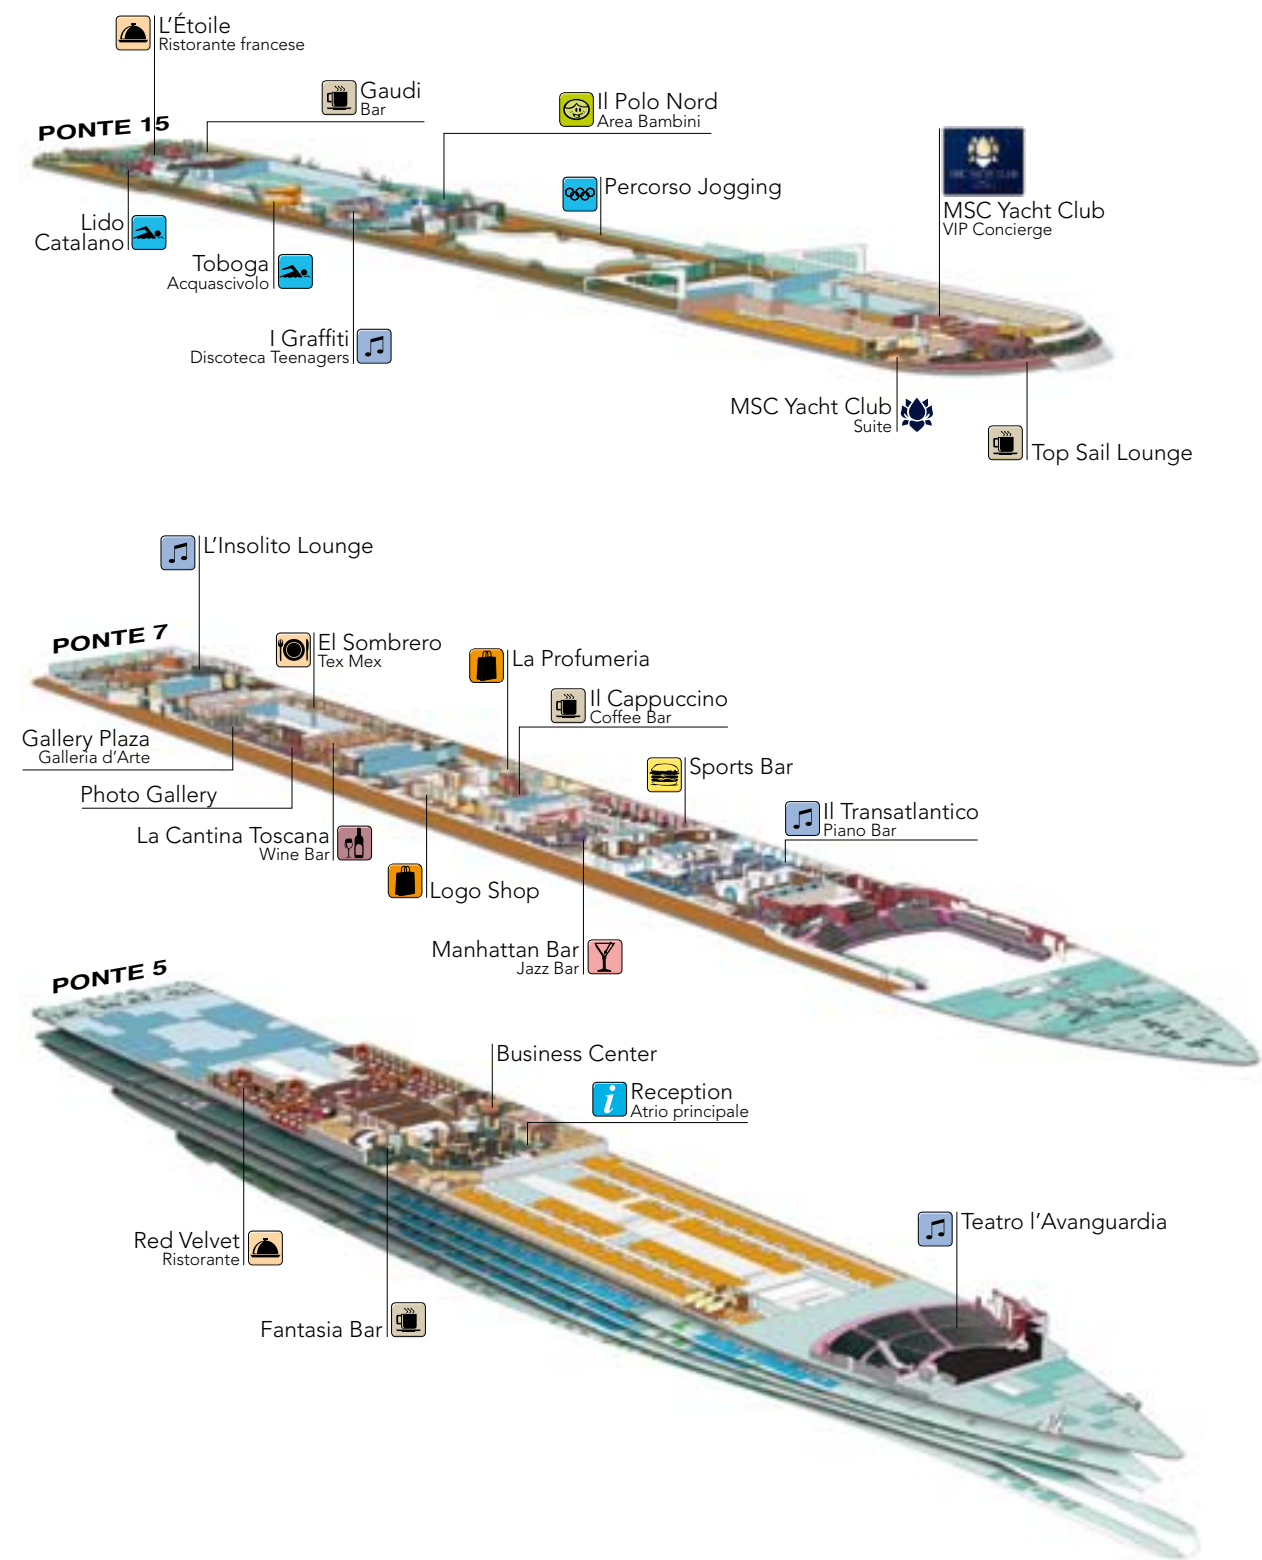 L’Étoile
Ristorante francese
Gaudi
Bar
Il Polo Nord
Area Bambini
PONTE 15
Percorso Jogging
MSC Yacht Club
VIP Concierge
Lido
Catalano
Toboga
Acquascivolo
I Graffiti
Discoteca Teenagers
MSC Yacht Club
Suite
Top Sail Lounge
L’Insolito Lounge
PONTE 7
El Sombrero
Tex Mex
La Profumeria
Il Cappuccino
Coffee Bar
Gallery Plaza
Galleria d’Arte
Sports Bar
Photo Gallery
Il Transatlantico
Piano Bar
La Cantina Toscana
Wine Bar
Logo Shop
Manhattan Bar
Jazz Bar
PONTE 5
Business Center
i
Reception
Atrio principale
Teatro l’Avanguardia
Red Velvet
Ristorante
Fantasia Bar